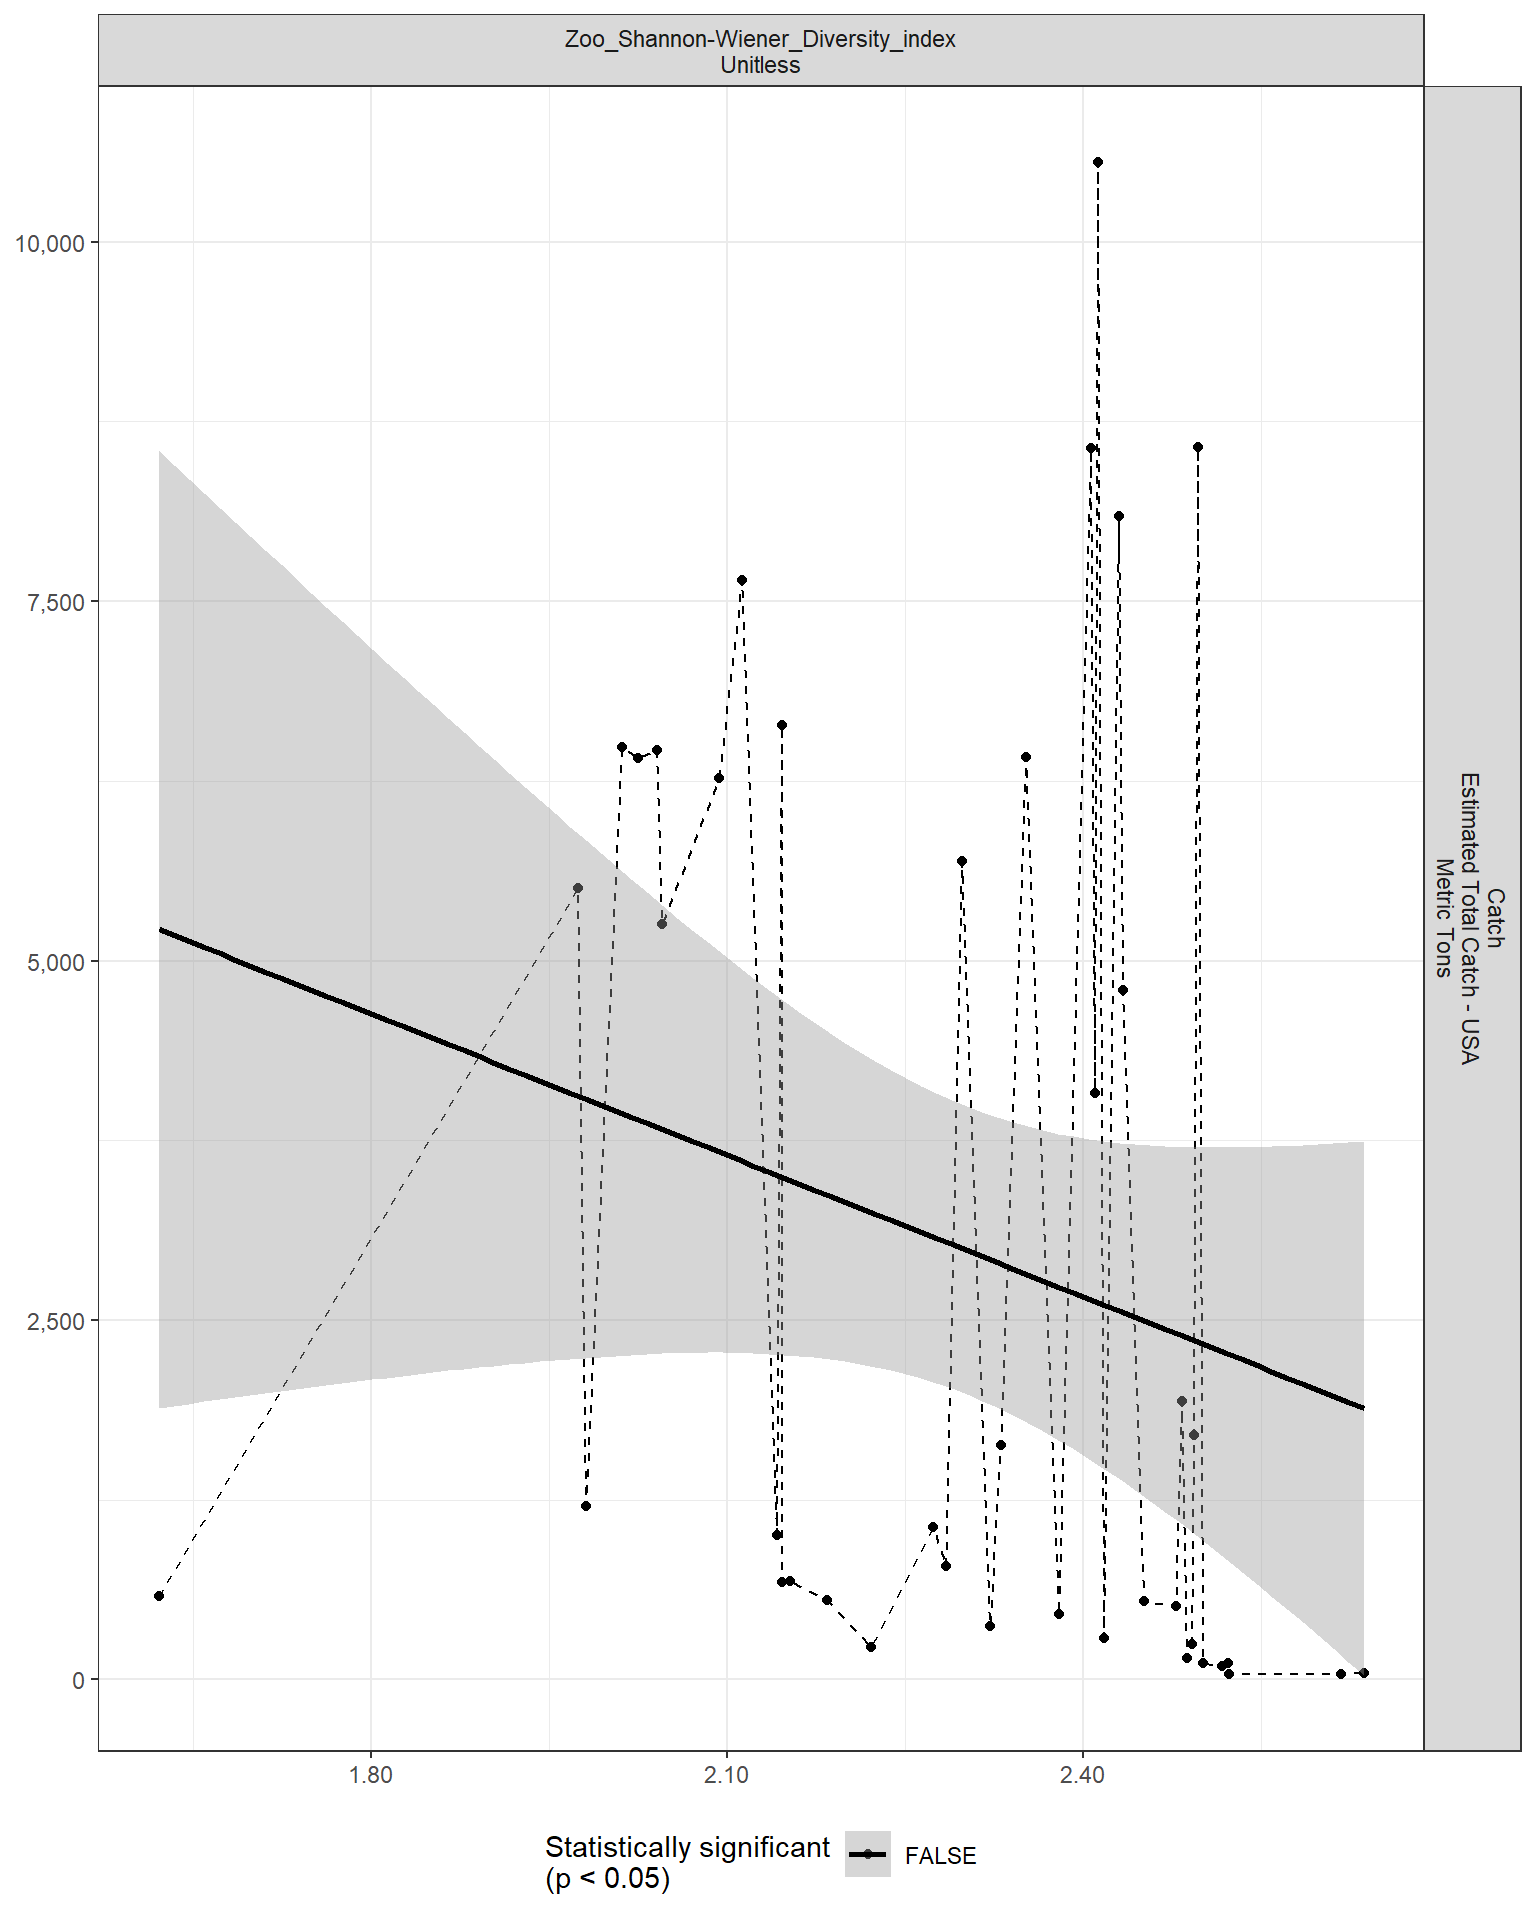 Zoo_Shannon-Wiener_Diversity_index
Unitless
10,000
7,500
5,000
2,500
0
Catch
Estimated Total Catch - USA
Metric Tons
1.80
2.10
2.40
Statistically significant
(p < 0.05)
FALSE